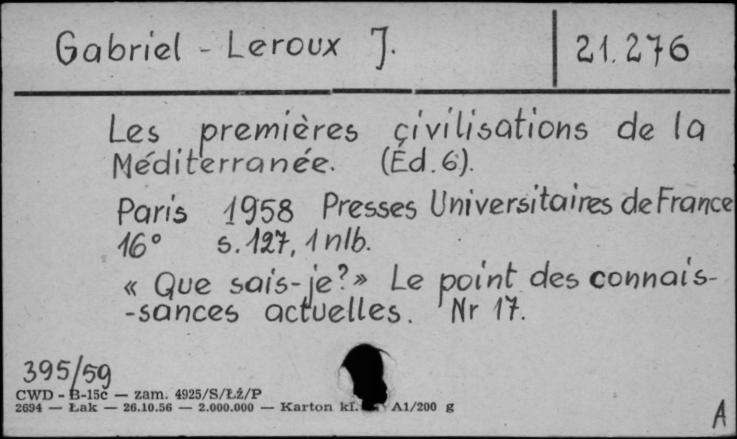 Gabriel - Leroux J.
21.276
Les premières civilisations de la
Méditerranée. (Éd. 6).
Paris 1958 Presses Universitaires de France
16° s. 127, 1 nlb.
« Que sais-je?» Le point des connais-
-sances actuelles. Nr 17.
395/59
CWD - B-15c — zam. 4925/S/Łż/P
2694 — Łak — 26.10.56 — 2.000.000 — Karton kl. A1/200 g
A